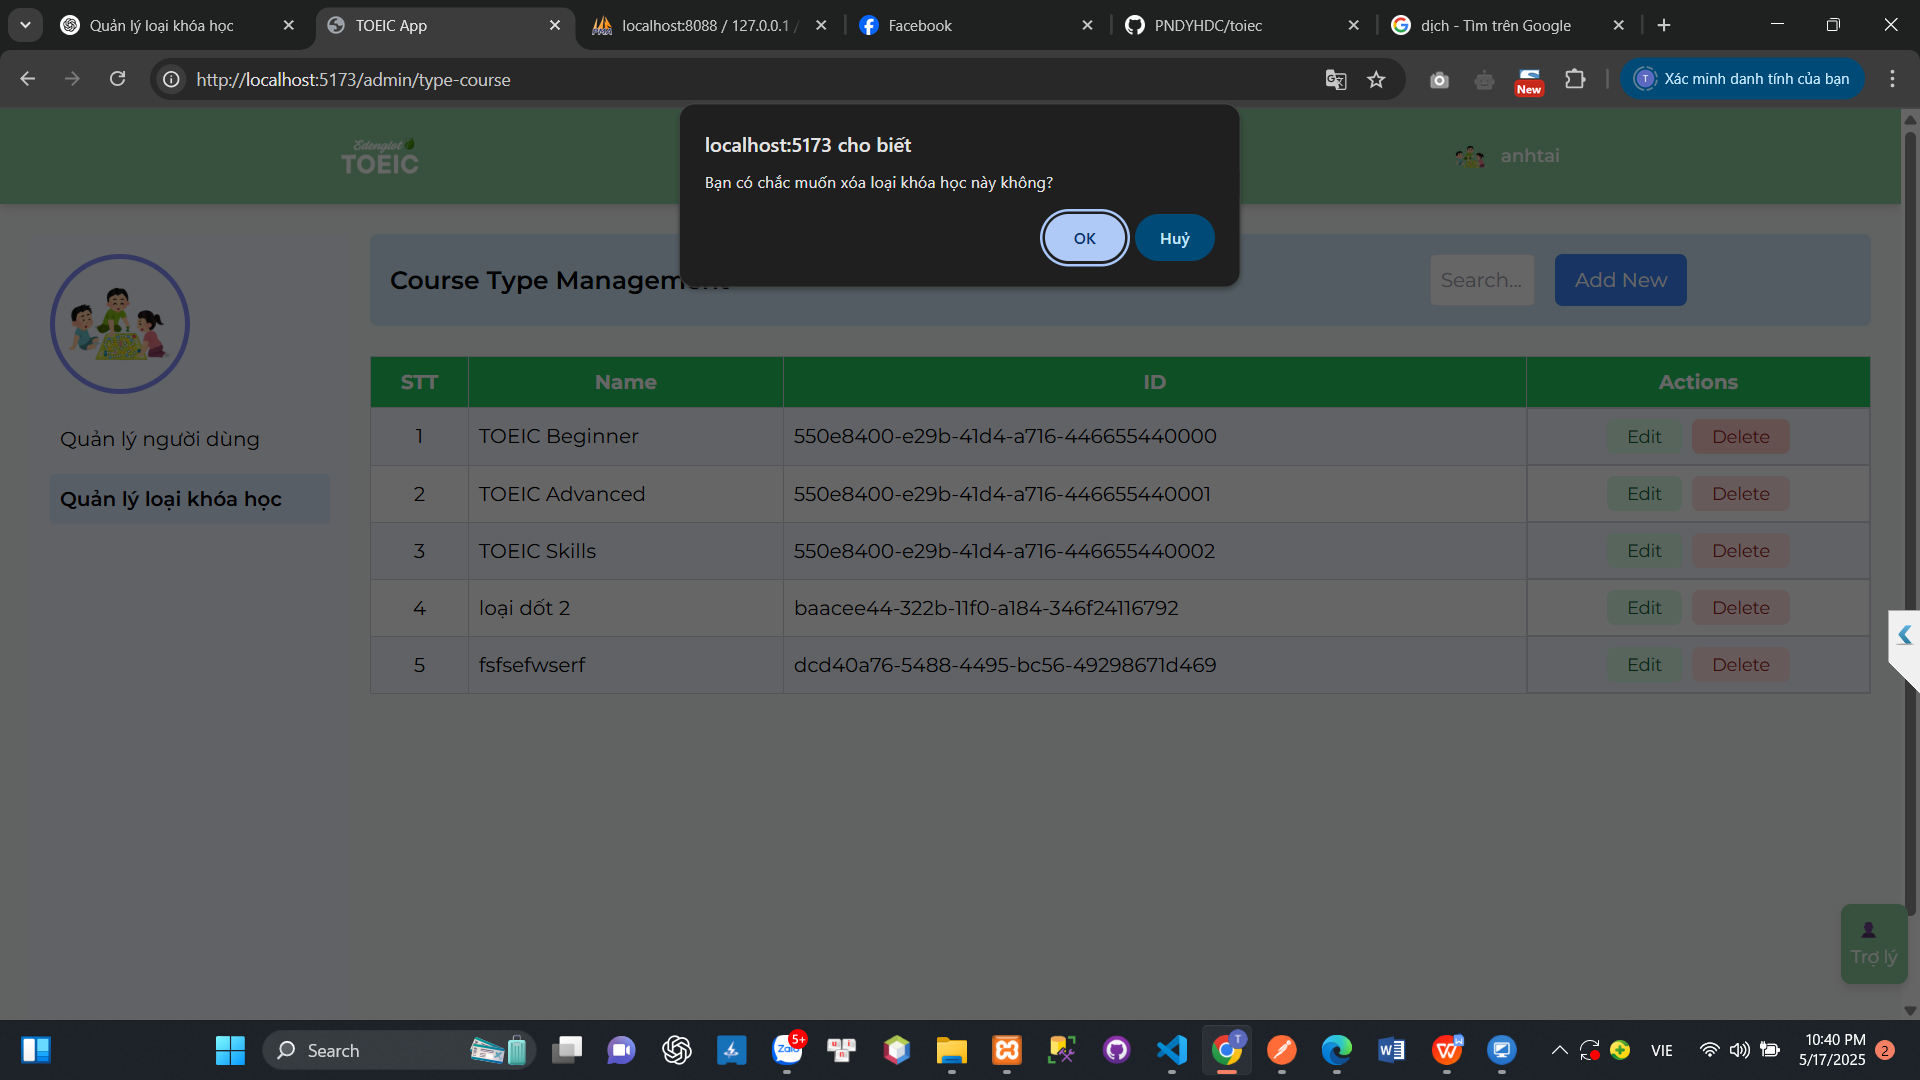 Quản lý loại khóa học
TOEIC App
localhost:8088 / 127.0.0.1 /
Facebook
PNDYHDC/toiec
dịch - Tìm trên Google
http://localhost:5173/admin/type-course
New
T
Xác minh danh tính của bạn
localhost:5173 cho biết
Bạn có chắc muốn xóa loại khóa học này không?
OK
Huỷ
Edengiot
TOEIC
anhtai
Course Type Management
Search...
Add New
Quản lý người dùng
Quản lý loại khóa học
STT Name ID Actions
1 TOEIC Beginner 550e8400-e29b-41d4-a716-446655440000 Edit Delete
2 TOEIC Advanced 550e8400-e29b-41d4-a716-446655440001 Edit Delete
3 TOEIC Skills 550e8400-e29b-41d4-a716-446655440002 Edit Delete
4 loại dốt 2 baacee44-322b-11f0-a184-346f24116792 Edit Delete
5 fsfsefwserf dcd40a76-5488-4495-bc56-49298671d469 Edit Delete
Trợ lý
Search
Zalo
5+
T
VIE
10:40 PM
5/17/2025
2